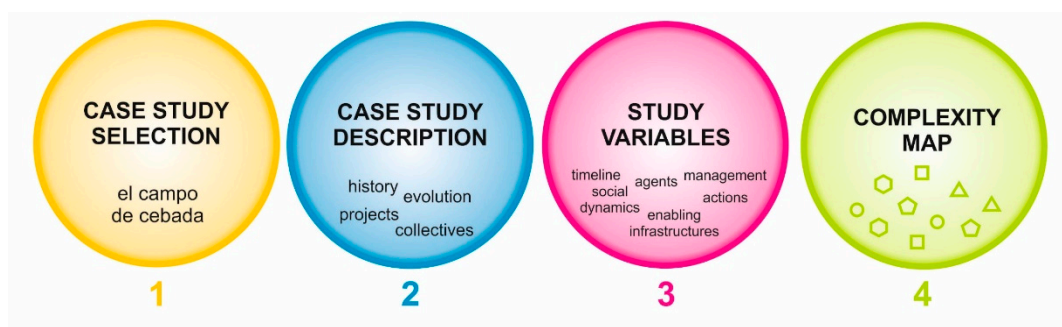 CASE STUDY
SELECTION
el campo
de cebada
1
CASE STUDY
DESCRIPTION
history
evolution
projects
collectives
2
STUDY
VARIABLES
timeline
agents
management
social
dynamics
actions
enabling
infrastructures
3
COMPLEXITY
MAP
4